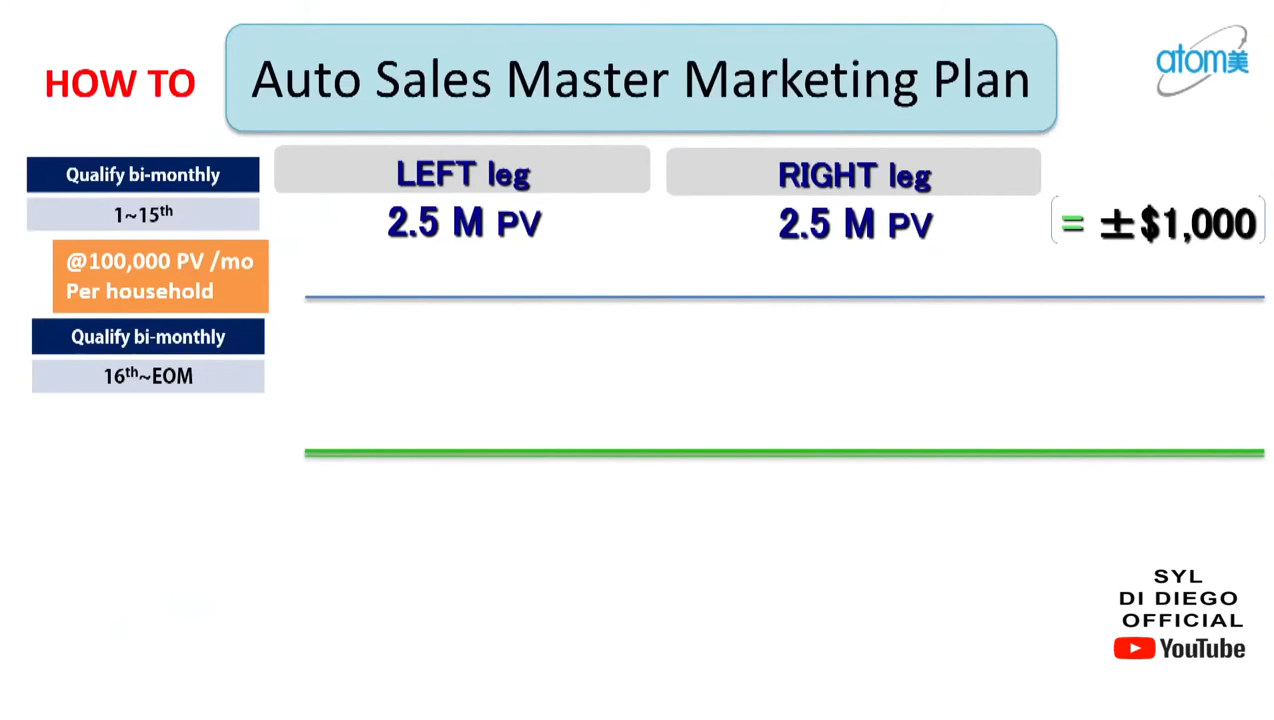 HOW TO
Auto Sales Master Marketing Plan
atom美
Qualify bi-monthly
1~15th
@100,000 PV /mo
Per household
Qualify bi-monthly
16th~EOM
LEFT leg
RIGHT leg
2.5 M PV
2.5 M PV
= ±$1,000
SYL
DI DIEGO
OFFICIAL
YouTube